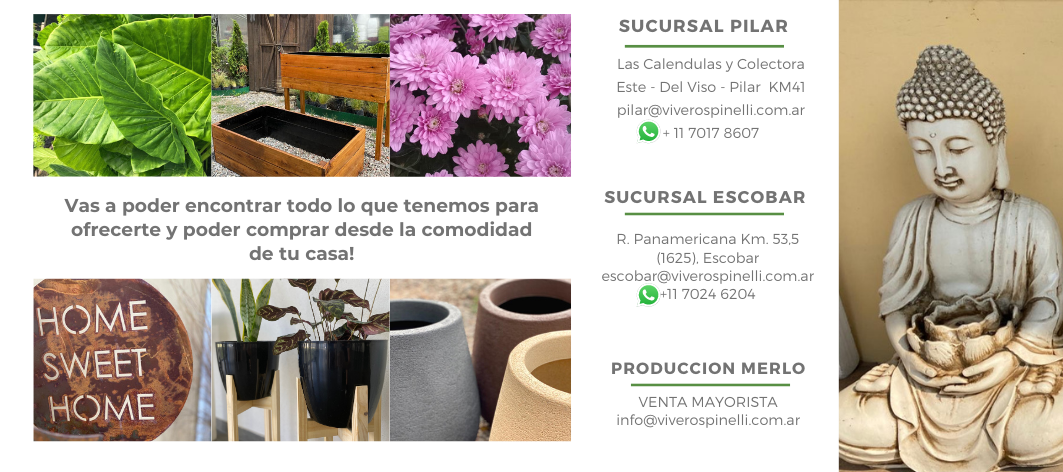 Vas a poder encontrar todo lo que tenemos para
ofrecerte y poder comprar desde la comodidad
de tu casa!
HOME
SWEET
HOME
SUCURSAL PILAR
Las Calendulas y Colectora
Este - Del Viso - Pilar KM41
pilar@viverospinelli.com.ar
+ 11 7017 8607
SUCURSAL ESCOBAR
R. Panamericana Km. 53,5
(1625), Escobar
escobar@viverospinelli.com.ar
+11 7024 6204
PRODUCCION MERLO
VENTA MAYORISTA
info@viverospinelli.com.ar